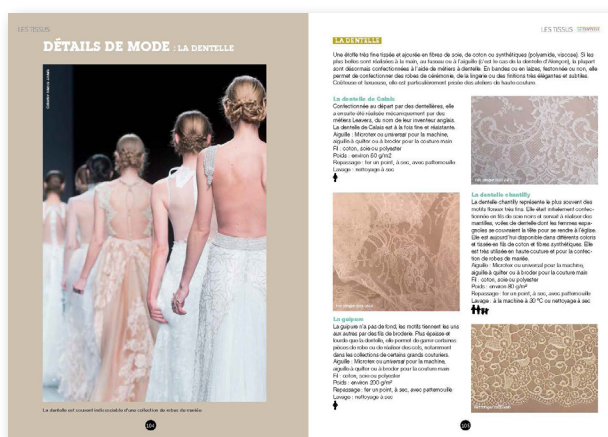 LES TISSUS
DÉTAILS DE MODE : LA DENTELLE
La dentelle est souvent indissociable d'une collection de robes de mariée.
104
LES TISSUS
LA DENTELLE
Une étoffe très fine tissée et ajourée en fibres de soie, de coton ou synthétiques (polyamide, viscose). Si les
plus belles sont réalisées à la main, au fuseau ou à l'aiguille (c'est le cas de la dentelle d'Alençon), la plupart
sont désormais confectionnées à l'aide de métiers à dentelle. En bandes ou en laizes, festonnée ou non, elle
permet de confectionner des robes de cérémonie, de la lingerie ou des finitions très élégantes et subtiles.
Coûteuse et luxueuse, elle est particulièrement prisée des ateliers de haute couture.
La dentelle de Calais
Confectionnée au départ par des dentellières, elle
a ensuite été réalisée mécaniquement par des
métiers Leavers, du nom de leur inventeur anglais.
La dentelle de Calais est à la fois fine et résistante.
Aiguille : Microtex ou universal pour la machine,
aiguille à quilter ou à broder pour la couture main
Fil : coton, soie ou polyester
Poids : environ 60 g/m2
Repassage : fer un point, à sec, avec pattemouille
Lavage : nettoyage à sec
La dentelle chantilly
La dentelle chantilly représente le plus souvent des
motifs floraux très fins. Elle était initialement confec-
tionnée en fils de soie noirs et servait à réaliser des
mantilles, voiles de dentelle dont les femmes espa-
gnoles se couvraient la tête pour se rendre à l'église.
Elle est aujourd'hui disponible dans différents coloris
et tissée en fils de coton et fibres synthétiques. Elle
est très utilisée en haute couture et pour la confec-
tion de robes de mariée.
Aiguille : Microtex ou universal pour la machine,
aiguille à quilter ou à broder pour la couture main
Fil : coton, soie ou polyester
Poids : environ 80 g/m²
Repassage : fer un point, à sec, avec pattemouille
Lavage : à la machine à 30 °C ou nettoyage à sec
La guipure
La guipure n'a pas de fond, les motifs tiennent les uns
aux autres par des fils de broderie. Plus épaisse et
lourde que la dentelle, elle permet de garnir certaines
pièces de robe ou de réaliser des cols, notamment
dans les collections de certains grands couturiers.
Aiguille : Microtex ou universal pour la machine,
aiguille à quilter ou à broder pour la couture main
Fil : coton, soie ou polyester
Poids : environ 200 g/m²
Repassage : fer un point, à sec, avec pattemouille
Lavage : nettoyage à sec
105